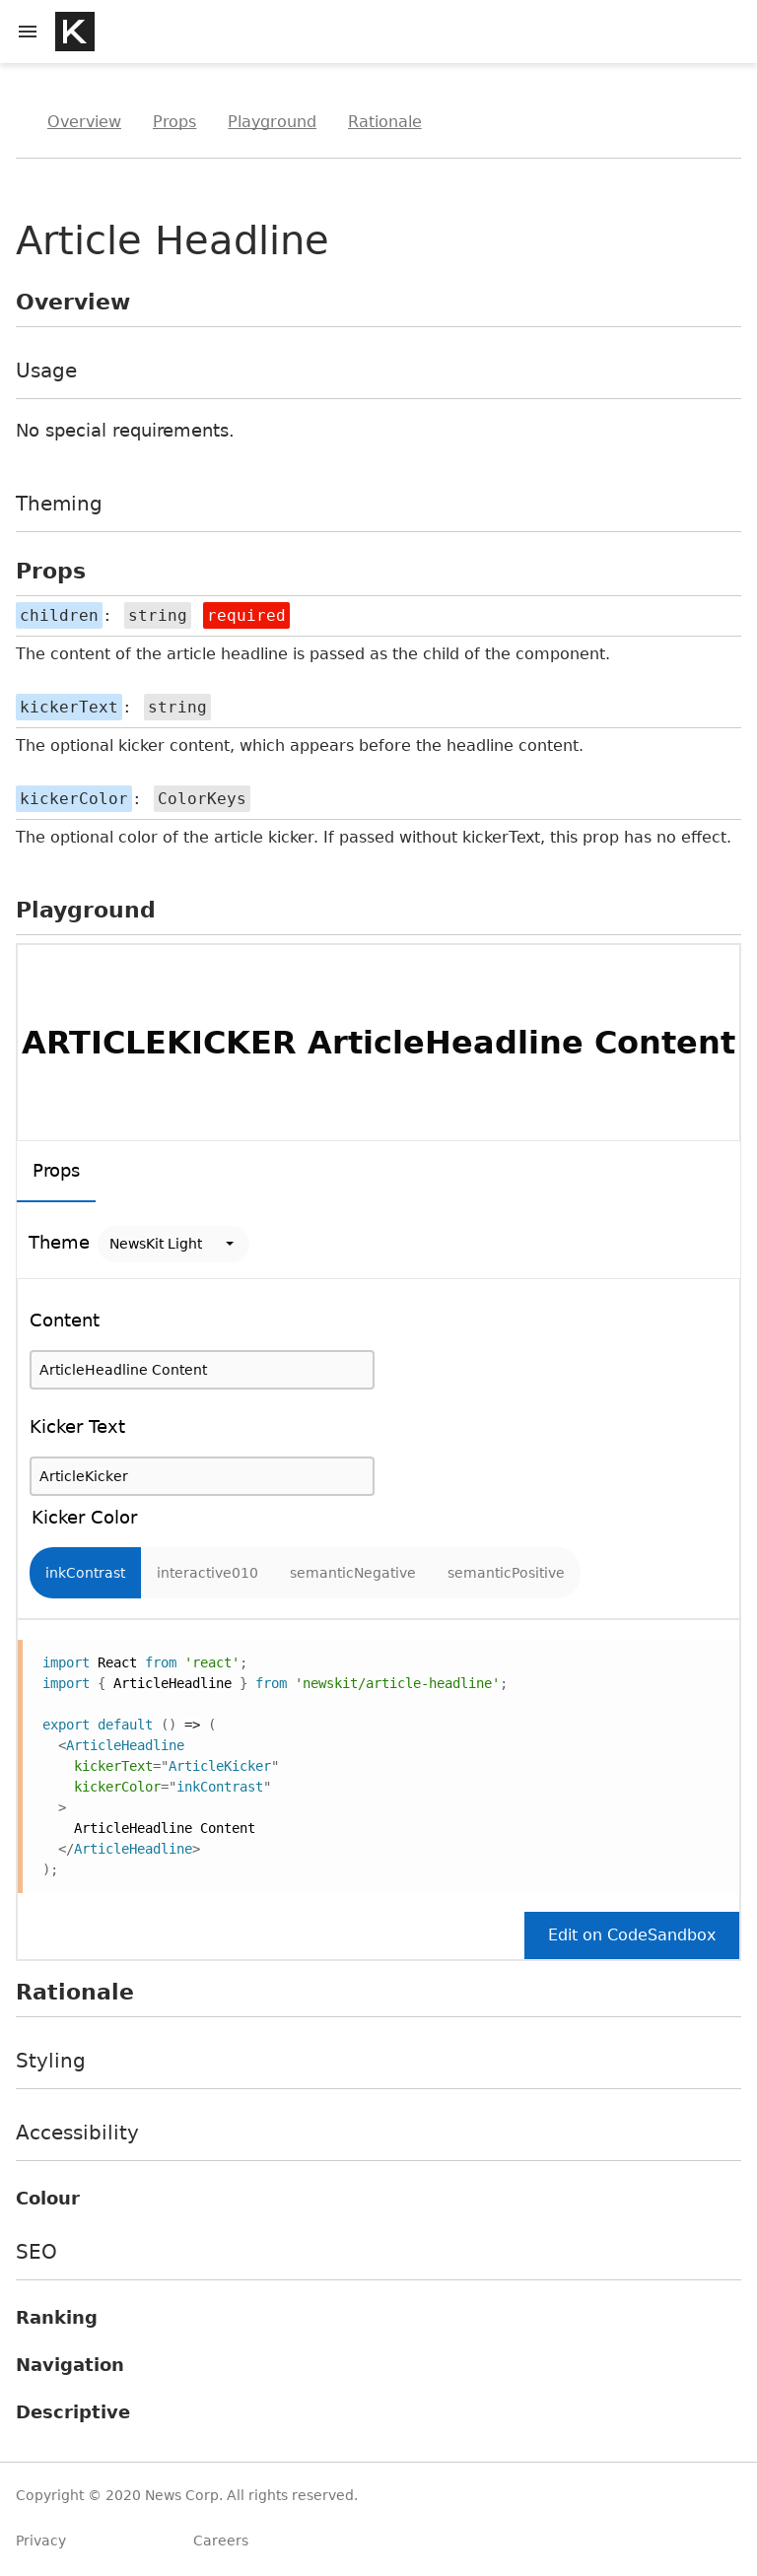 K
Overview Props Playground Rationale
Article Headline
Overview
Usage
No special requirements.
Theming
Props
children: string required
The content of the article headline is passed as the child of the component.
kickerText: string
The optional kicker content, which appears before the headline content.
kickerColor: ColorKeys
The optional color of the article kicker. If passed without kickerText, this prop has no effect.
Playground
ARTICLEKICKER ArticleHeadline Content
Props
Theme NewsKit Light
Content
ArticleHeadline Content
Kicker Text
ArticleKicker
Kicker Color
inkContrast interactive010 semanticNegative semanticPositive
import React from 'react';
import { ArticleHeadline } from 'newskit/article-headline';
export default () => (
<ArticleHeadline
kickerText="ArticleKicker"
kickerColor="inkContrast"
>
ArticleHeadline Content
</ArticleHeadline>
);
Edit on CodeSandbox
Rationale
Styling
Accessibility
Colour
SEO
Ranking
Navigation
Descriptive
Copyright © 2020 News Corp. All rights reserved.
Privacy Careers